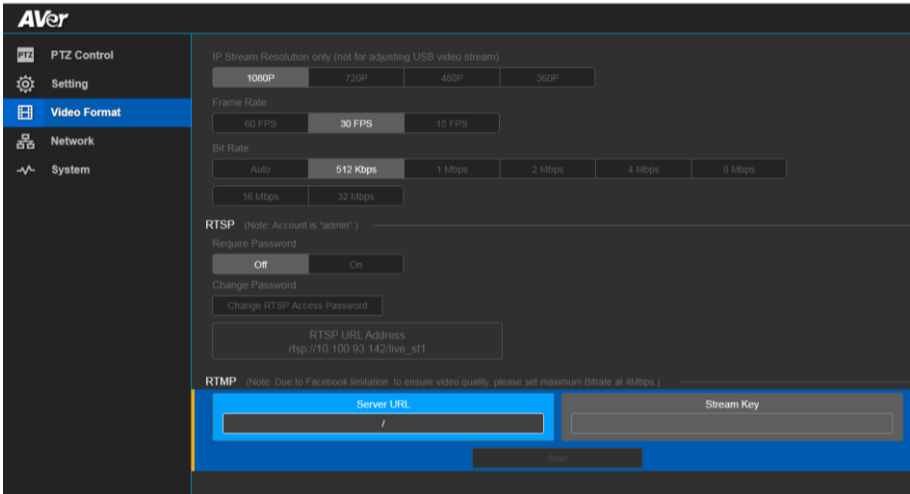 AVer
PTZ PTZ Control
Setting
Video Format
Network
System
IP Stream Resolution only (not for adjusting USB video stream)
1080P 720P 480P 360P
Frame Rate
60 FPS 30 FPS 15 FPS
Bit Rate
Auto 512 Kbps 1 Mbps 2 Mbps 4 Mbps 8 Mbps
16 Mbps 32 Mbps
RTSP (Note: Account is "admin".)
Require Password
Off On
Change Password
Change RTSP Access Password
RTSP URL Address
rtsp://10.100.93.142/live_st1
RTMP (Note: Due to Facebook limitation, to ensure video quality, please set maximum Bitrate at 4Mbps.)
Server URL Stream Key
/
Start